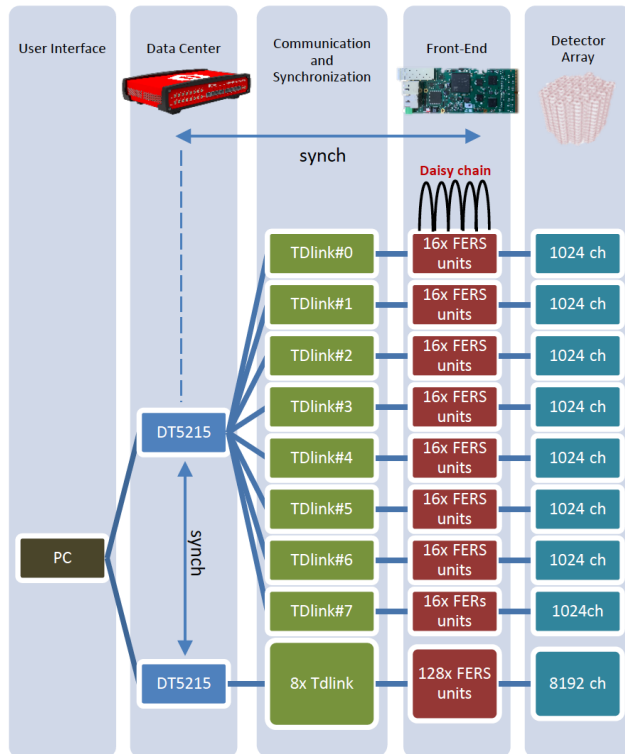 User Interface
Data Center
Communication
and
Synchronization
Front-End
Detector
Array
synch
Daisy chain
TDlink#0
16x FERS
units
1024 ch
TDlink#1
16x FERS
units
1024 ch
TDlink#2
16x FERS
units
1024 ch
TDlink#3
16x FERS
units
1024 ch
DT5215
TDlink#4
16x FERS
units
1024 ch
TDlink#5
16x FERS
units
1024 ch
synch
PC
TDlink#6
16x FERS
units
1024 ch
TDlink#7
16x FERs
units
1024ch
DT5215
8x Tdlink
128x FERS
units
8192 ch